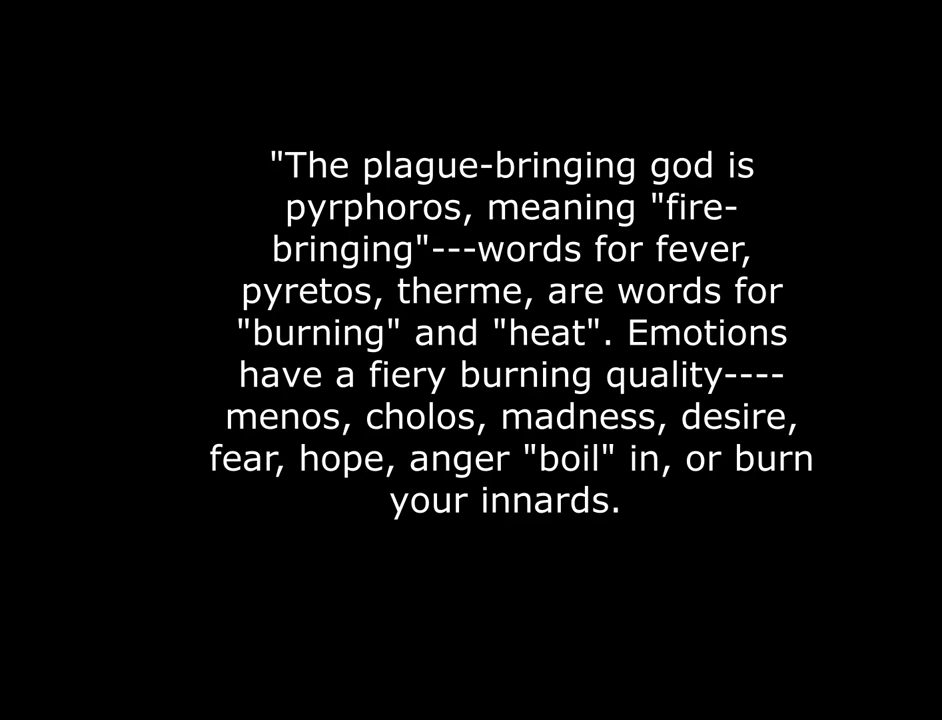 "The plague-bringing god is
pyrphoros, meaning "fire-
bringing"---words for fever,
pyretos, therme, are words for
"burning" and "heat". Emotions
have a fiery burning quality----
menos, cholos, madness, desire,
fear, hope, anger "boil" in, or burn
your innards.